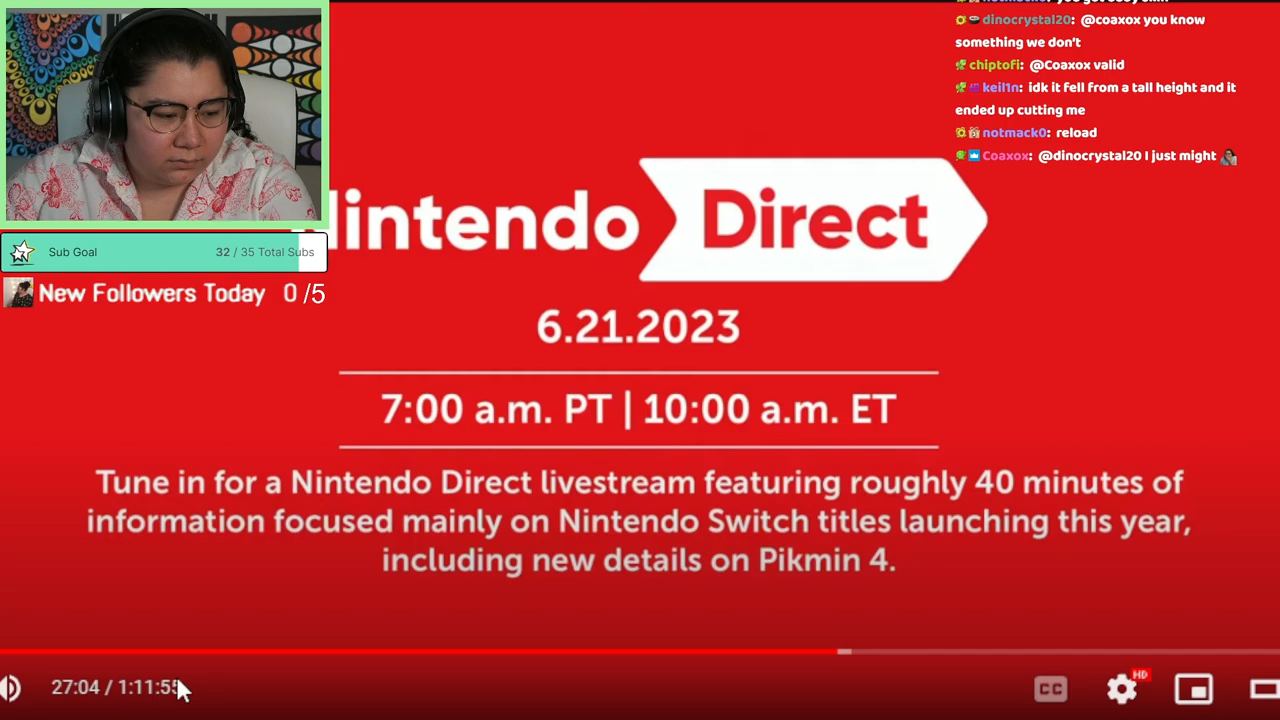 dinocrystal20: @coaxox you know
something we don't
chiptofi: @Coaxox valid
keil1n: idk it fell from a tall height and it
ended up cutting me
notmack0: reload
Coaxox: @dinocrystal20 I just might
intendo Direct
Sub Goal 32 / 35 Total Subs
New Followers Today 0 /5
6.21.2023
7:00 a.m. PT | 10:00 a.m. ET
Tune in for a Nintendo Direct livestream featuring roughly 40 minutes of
information focused mainly on Nintendo Switch titles launching this year,
including new details on Pikmin 4.
27:04 / 1:11:55
CC
HD